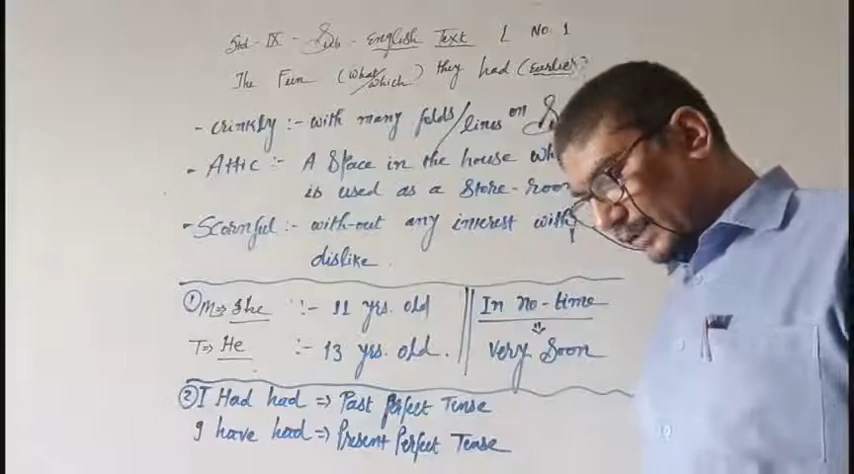 Std - IX - Sub - English Text L No. 1
The Fun (What/Which) they had (Earlier)
- Crinkly :- with many folds/lines on
- Attic :- A Space in the house
is used as a Store-room
- Scornful :- with-out any interest with
dislike.
① M⇒ She :- 11 yrs. old
T⇒ He :- 13 yrs. old.
In no-time
Very Soon
② I Had had ⇒ Past Perfect Tense
I have had ⇒ Present Perfect Tense